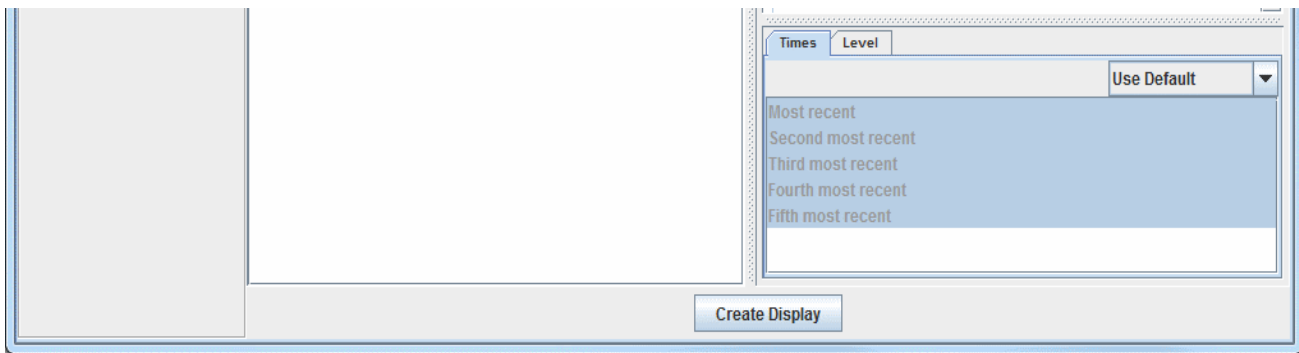 Times Level
Use Default
Most recent
Second most recent
Third most recent
Fourth most recent
Fifth most recent
Create Display